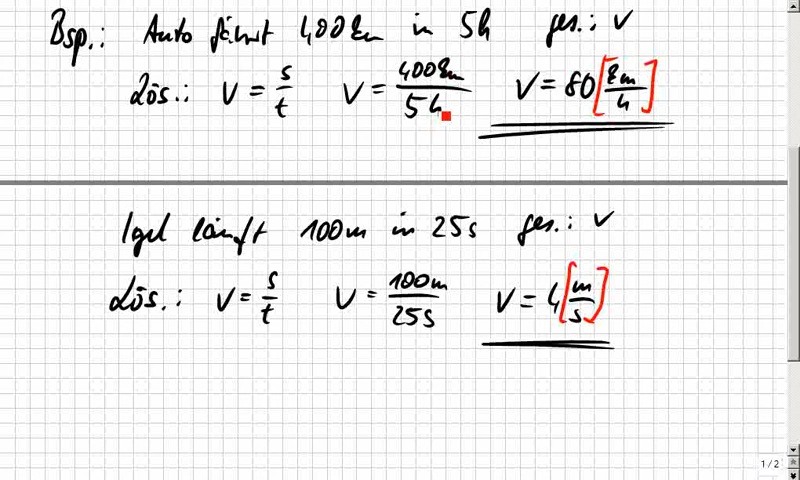 Bsp.: Auto fährt 400km in 5h ges.: v
Lös.: v = s/t v = 400km/5h v = 80 [km/h]
Igel läuft 100m in 25s ges.: v
Lös.: v = s/t v = 100m/25s v = 4 [m/s]
1/2